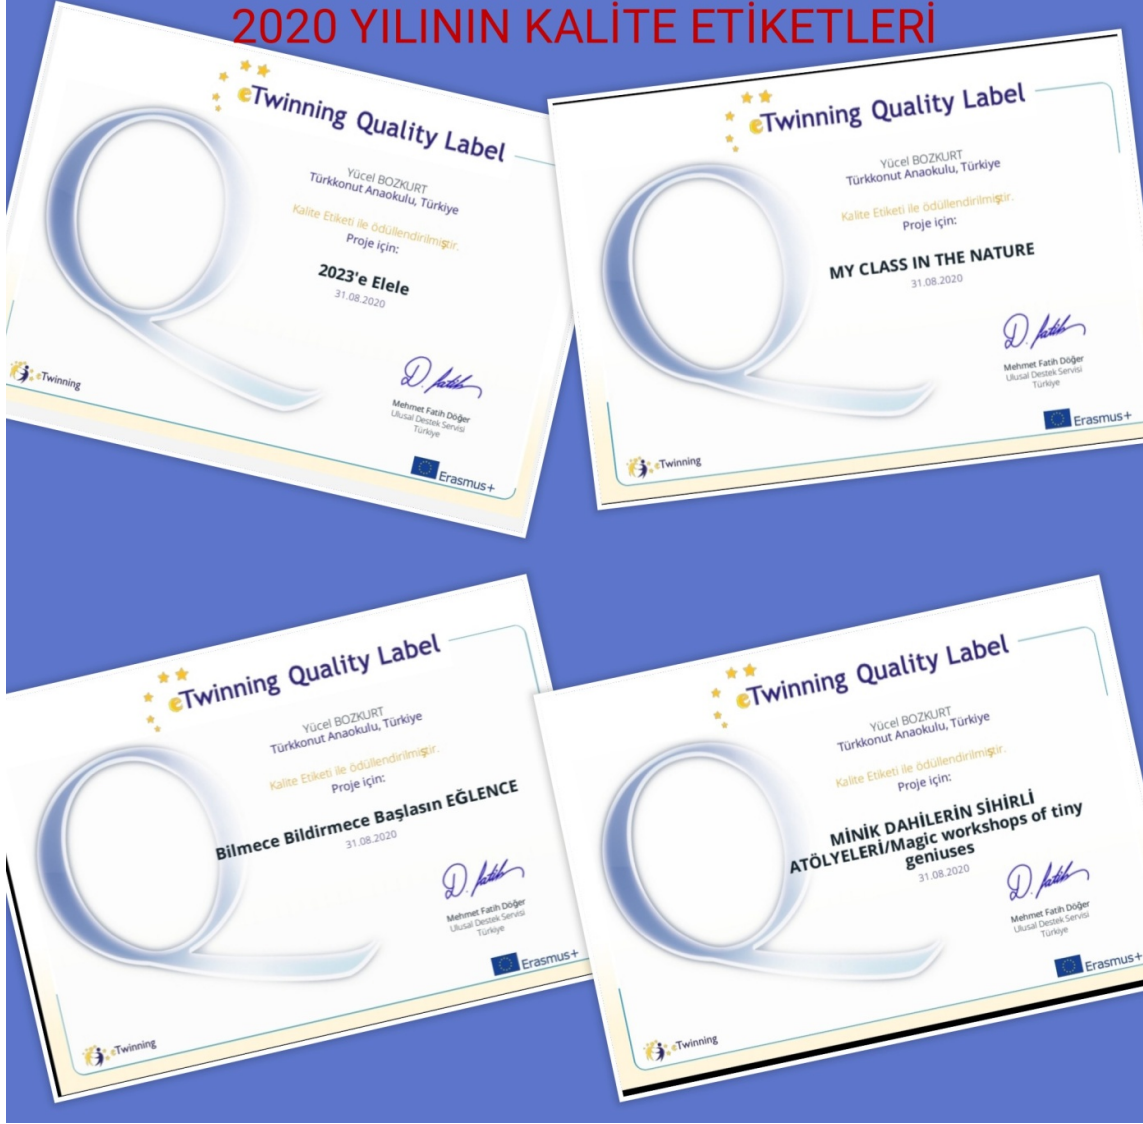 2020 YILININ KALİTE ETİKETLERİ
eTwinning Quality Label
Yücel BOZKURT
Türkkonut Anaokulu, Türkiye
Kalite Etiketi ile ödüllendirilmiştir.
Proje için:
2023'e Elele
31.08.2020
D. Fatih
Mehmet Fatih Döğer
Ulusal Destek Servisi
Türkiye
eTwinning
Erasmus+
eTwinning Quality Label
Yücel BOZKURT
Türkkonut Anaokulu, Türkiye
Kalite Etiketi ile ödüllendirilmiştir.
Proje için:
MY CLASS IN THE NATURE
31.08.2020
D. Fatih
Mehmet Fatih Döğer
Ulusal Destek Servisi
Türkiye
Erasmus+
eTwinning
eTwinning Quality Label
Yücel BOZKURT
Türkkonut Anaokulu, Türkiye
Kalite Etiketi ile ödüllendirilmiştir.
Proje için:
Bilmece Bildirmece Başlasın EĞLENCE
31.08.2020
D. Fatih
Mehmet Fatih Döğer
Ulusal Destek Servisi
Türkiye
Erasmus+
eTwinning
eTwinning Quality Label
Yücel BOZKURT
Türkkonut Anaokulu, Türkiye
Kalite Etiketi ile ödüllendirilmiştir.
Proje için:
MİNİK DAHİLERİN SİHİRLİ
ATÖLYELERİ/Magic workshops of tiny
geniuses
31.08.2020
D. Fatih
Mehmet Fatih Döğer
Ulusal Destek Servisi
Türkiye
Erasmus+
eTwinning